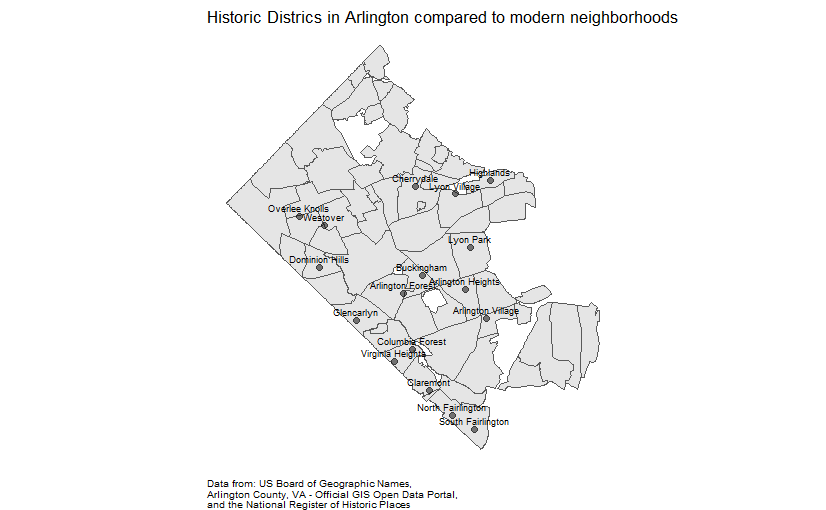 Historic Districs in Arlington compared to modern neighborhoods
Highlands
Cherrydale
Lyon Village
Overlee Knolls
Westover
Lyon Park
Dominion Hills
Buckingham
Arlington Heights
Arlington Forest
Glencarlyn
Arlington Village
Columbia Forest
Virginia Heights
Claremont
North Fairlington
South Fairlington
Data from: US Board of Geographic Names,
Arlington County, VA - Official GIS Open Data Portal,
and the National Register of Historic Places